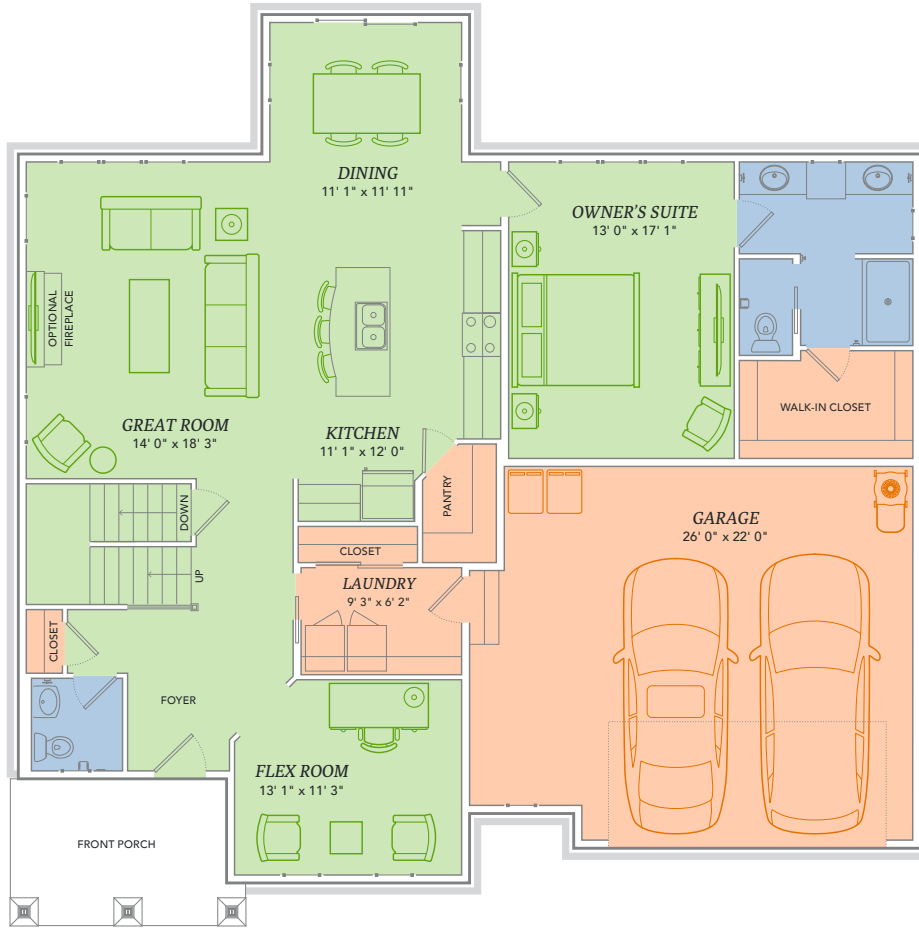 DINING
11' 1" x 11' 11"
OWNER'S SUITE
13' 0" x 17' 1"
OPTIONAL
FIREPLACE
GREAT ROOM
14' 0" x 18' 3"
KITCHEN
11' 1" x 12' 0"
WALK-IN CLOSET
PANTRY
DOWN
UP
GARAGE
26' 0" x 22' 0"
CLOSET
LAUNDRY
9' 3" x 6' 2"
CLOSET
FOYER
FLEX ROOM
13' 1" x 11' 3"
FRONT PORCH